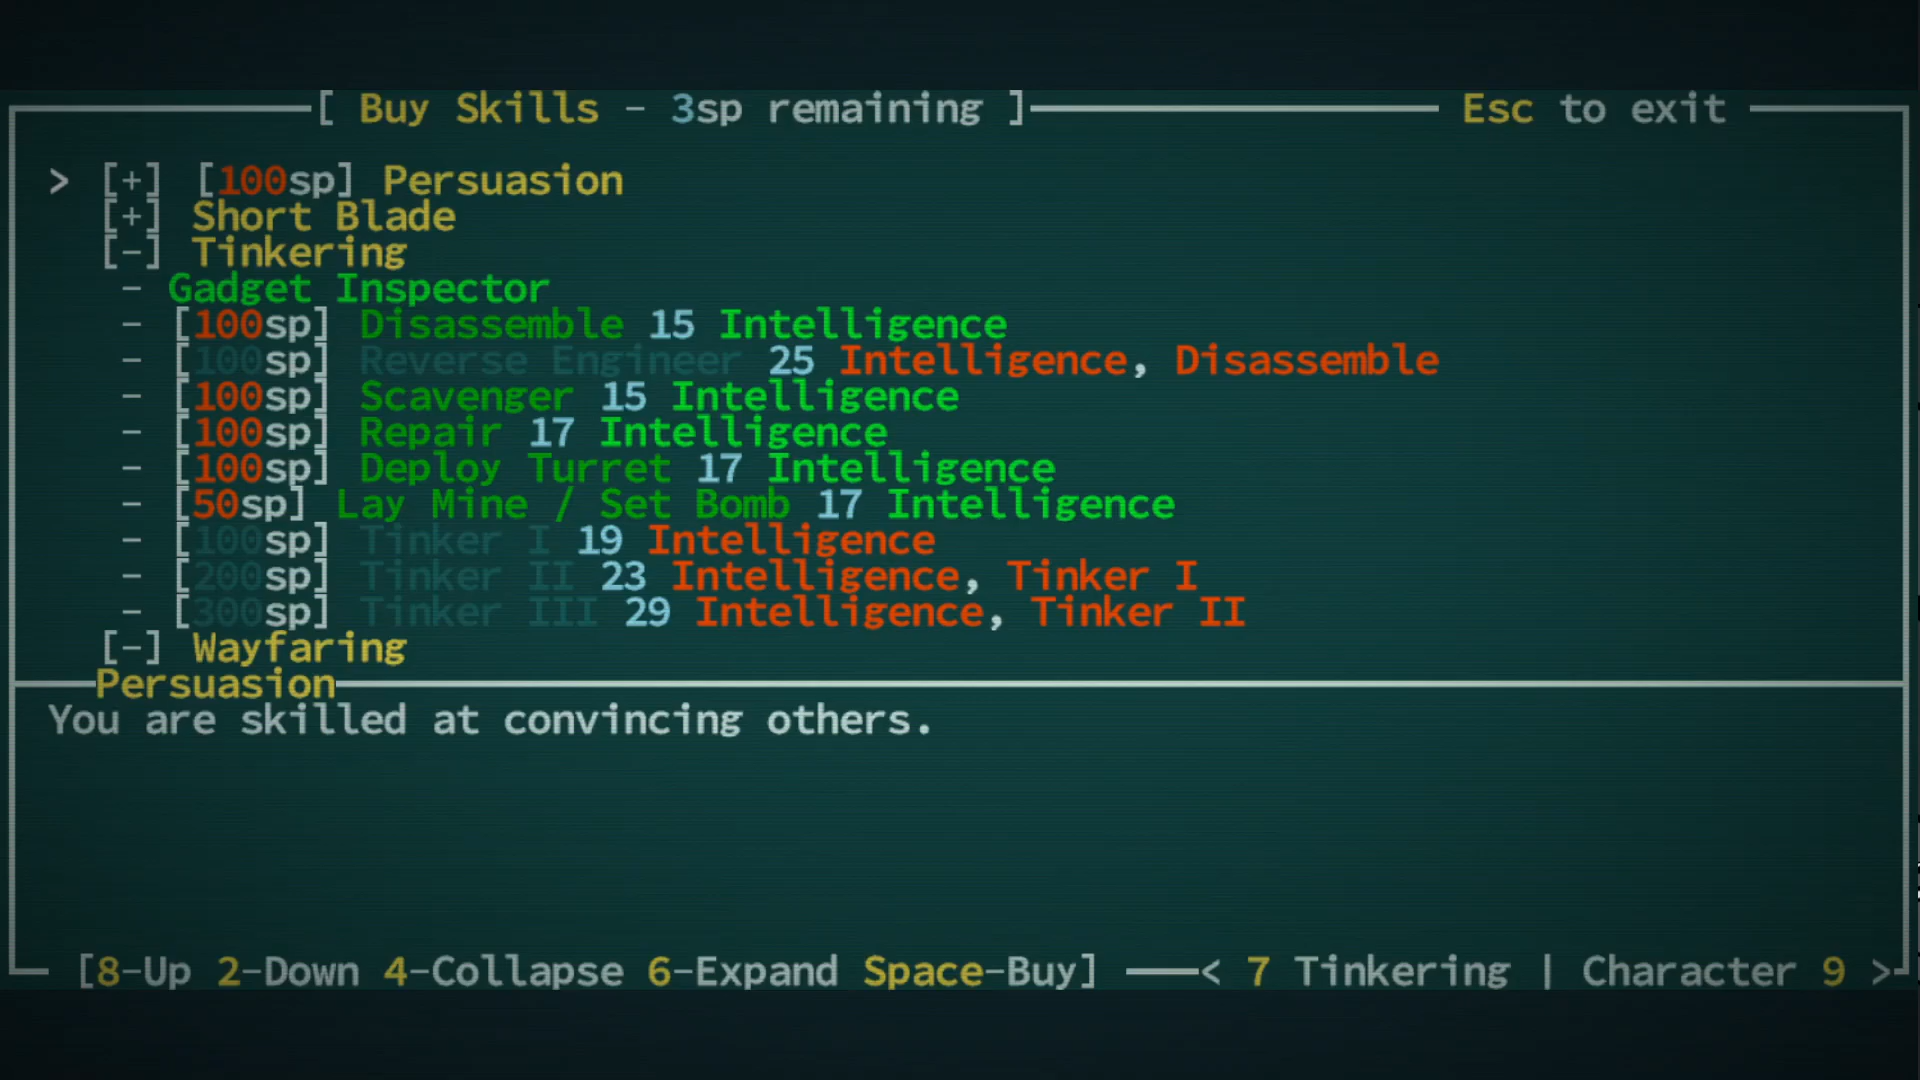 [ Buy Skills - 3sp remaining ] Esc to exit
> [+] [100sp] Persuasion
[+] Short Blade
[-] Tinkering
- Gadget Inspector
- [100sp] Disassemble 15 Intelligence
- [100sp] Reverse Engineer 25 Intelligence, Disassemble
- [100sp] Scavenger 15 Intelligence
- [100sp] Repair 17 Intelligence
- [100sp] Deploy Turret 17 Intelligence
- [50sp] Lay Mine / Set Bomb 17 Intelligence
- [100sp] Tinker I 19 Intelligence
- [200sp] Tinker II 23 Intelligence, Tinker I
- [300sp] Tinker III 29 Intelligence, Tinker II
[-] Wayfaring
Persuasion
You are skilled at convincing others.
[8-Up 2-Down 4-Collapse 6-Expand Space-Buy] < 7 Tinkering | Character 9 >